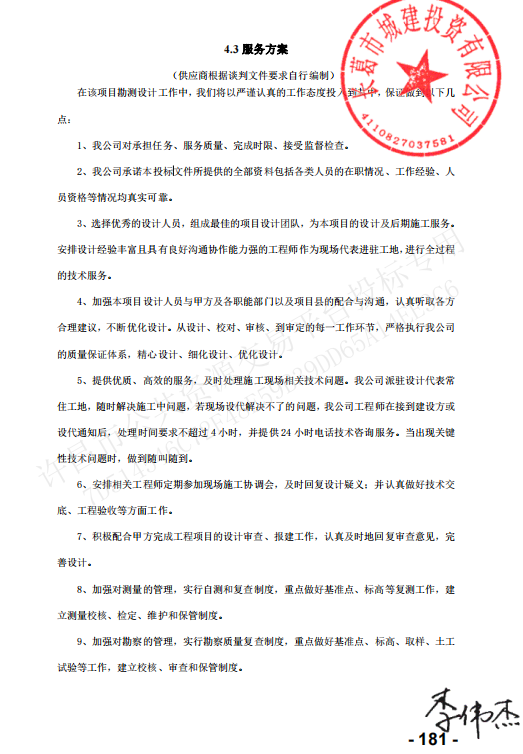 4.3 服务方案
（供应商根据谈判文件要求自行编制）
在该项目勘测设计工作中，我们将以严谨认真的工作态度投入到其中，保证做到以下几
点：
1、我公司对承担任务、服务质量、完成时限、接受监督检查。
2、我公司承诺本投标文件所提供的全部资料包括各类人员的在职情况、工作经验、人
员资格等情况均真实可靠。
3、选择优秀的设计人员，组成最佳的项目设计团队，为本项目的设计及后期施工服务。
安排设计经验丰富且具有良好沟通协作能力强的工程师作为现场代表进驻工地，进行全过程
的技术服务。
4、加强本项目设计人员与甲方及各职能部门以及项目县的配合与沟通，认真听取各方
合理建议，不断优化设计。从设计、校对、审核、到审定的每一工作环节，严格执行我公司
的质量保证体系，精心设计、细化设计、优化设计。
5、提供优质、高效的服务，及时处理施工现场相关技术问题。我公司派驻设计代表常
住工地，随时解决施工中问题，若现场设代解决不了的问题，我公司工程师在接到建设方或
设代通知后，处理时间要求不超过 4 小时，并提供 24 小时电话技术咨询服务。当出现关键
性技术问题时，做到随叫随到。
6、安排相关工程师定期参加现场施工协调会，及时回复设计疑义；并认真做好技术交
底、工程验收等方面工作。
7、积极配合甲方完成工程项目的设计审查、报建工作，认真及时地回复审查意见，完
善设计。
8、加强对测量的管理，实行自测和复查制度，重点做好基准点、标高等复测工作，建
立测量校核、检定、维护和保管制度。
9、加强对勘察的管理，实行勘察质量复查制度，重点做好基准点、标高、取样、土工
试验等工作，建立校核、审查和保管制度。
长葛市城建投资有限公司
4110827037581
许昌市公共资源交易平台投标专用
李伟杰
- 181 -